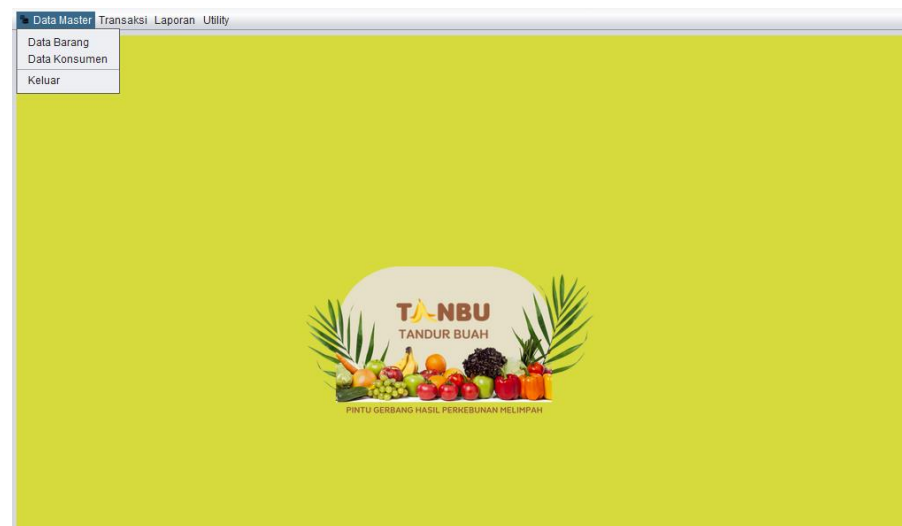 Data Master Transaksi Laporan Utility
Data Barang
Data Konsumen
Keluar
TANBU
TANDUR BUAH
PINTU GERBANG HASIL PERKEBUNAN MELIMPAH